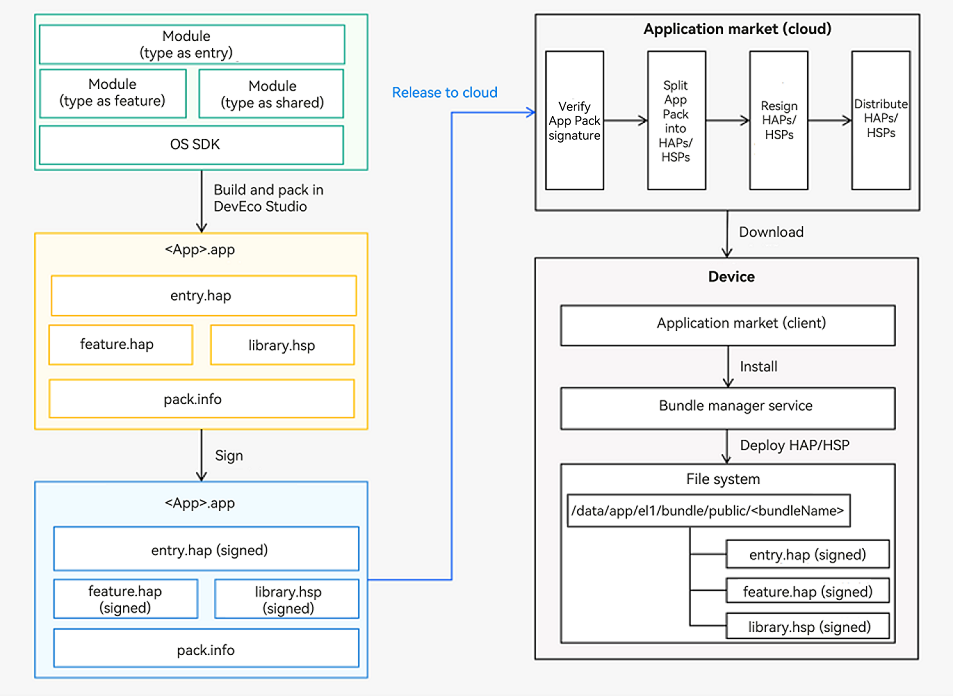 Module
(type as entry)
Module
(type as feature)
Module
(type as shared)
OS SDK
Build and pack in
DevEco Studio
<App>.app
entry.hap
feature.hap
library.hsp
pack.info
Sign
<App>.app
entry.hap (signed)
feature.hap
(signed)
library.hsp
(signed)
pack.info
Release to cloud
Application market (cloud)
Verify
App Pack
signature
Split
App
Pack
into
HAPs/
HSPs
Resign
HAPs/
HSPs
Distribute
HAPs/
HSPs
Download
Device
Application market (client)
Install
Bundle manager service
Deploy HAP/HSP
File system
/data/app/el1/bundle/public/<bundleName>
entry.hap (signed)
feature.hap (signed)
library.hsp (signed)